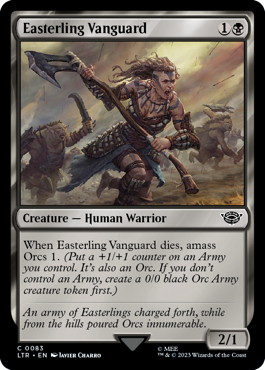 Easterling Vanguard 1
Creature — Human Warrior
When Easterling Vanguard dies, amass
Orcs 1. (Put a +1/+1 counter on an Army
you control. It's also an Orc. If you don't
control an Army, create a 0/0 black Orc Army
creature token first.)
An army of Easterlings charged forth, while
from the hills poured Orcs innumerable.
2/1
C 0083
LTR • EN Javier Charro
™ & © 2023 Wizards of the Coast
© MEE